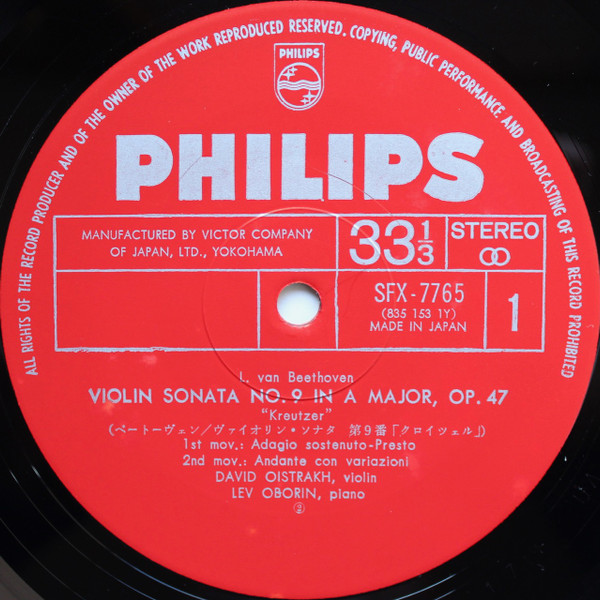 ALL RIGHTS OF THE RECORD PRODUCER AND OF THE OWNER OF THE WORK REPRODUCED RESERVED. COPYING, PUBLIC PERFORMANCE AND BROADCASTING OF THIS RECORD PROHIBITED
PHILIPS
PHILIPS
MANUFACTURED BY VICTOR COMPANY
OF JAPAN, LTD., YOKOHAMA
33 1/3
STEREO
SFX-7765
(835 153 1Y)
MADE IN JAPAN
1
L. van Beethoven
VIOLIN SONATA NO. 9 IN A MAJOR, OP. 47
"Kreutzer"
(ベートーヴェン/ヴァイオリン・ソナタ 第9番「クロイツェル」)
1st mov.: Adagio sostenuto-Presto
2nd mov.: Andante con variazioni
DAVID OISTRAKH, violin
LEV OBORIN, piano